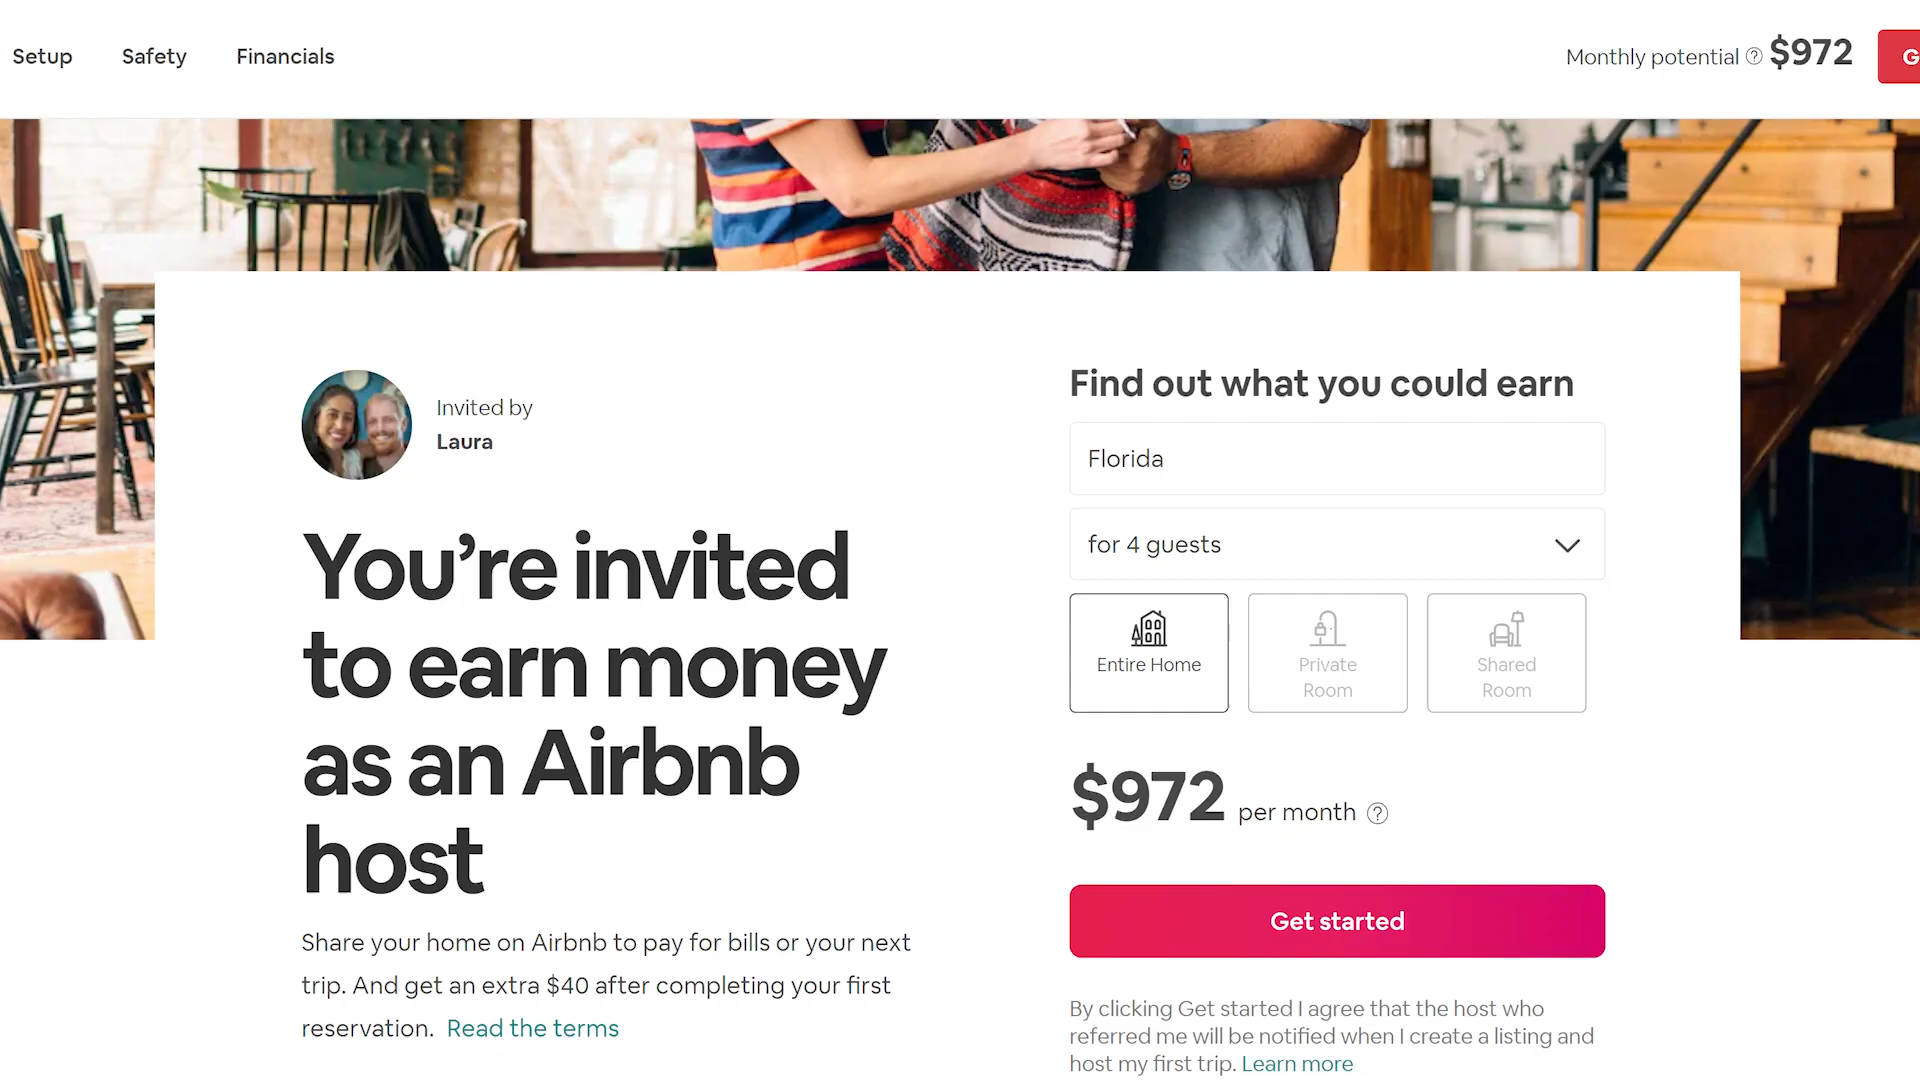 Setup Safety Financials
Monthly potential ? $972
G
Invited by
Laura
You're invited
to earn money
as an Airbnb
host
Share your home on Airbnb to pay for bills or your next
trip. And get an extra $40 after completing your first
reservation. Read the terms
Find out what you could earn
Florida
for 4 guests
Entire Home
Private
Room
Shared
Room
$972 per month ?
Get started
By clicking Get started I agree that the host who
referred me will be notified when I create a listing and
host my first trip. Learn more